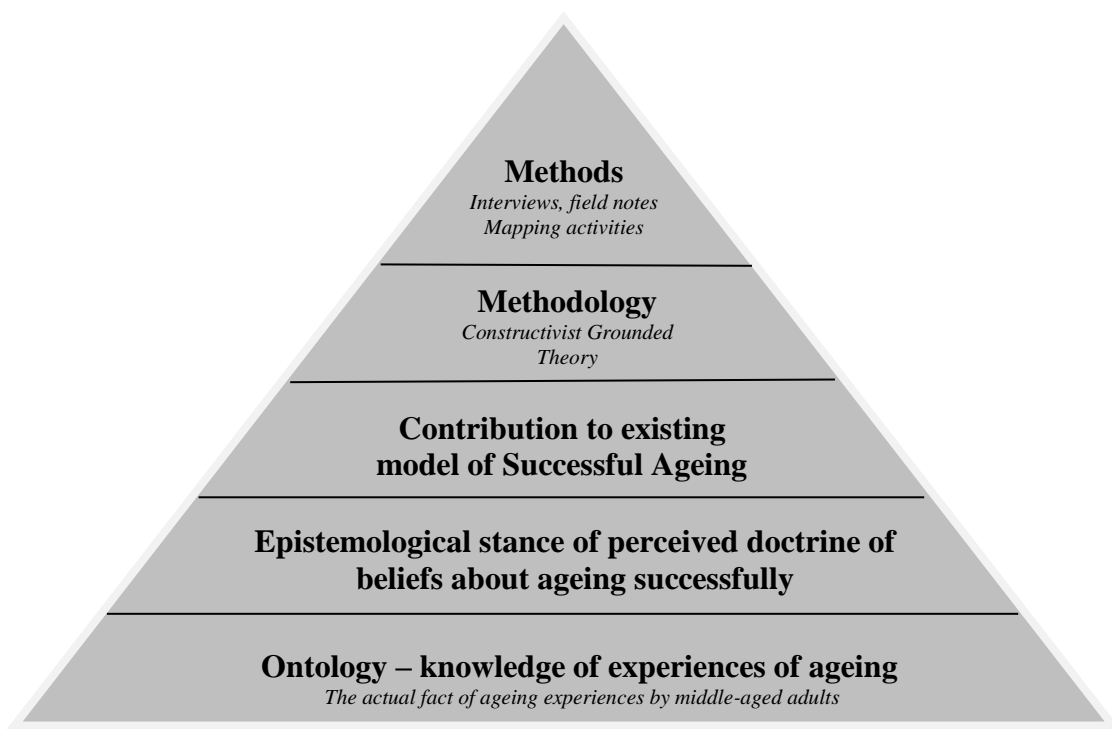 Methods
Interviews, field notes
Mapping activities
Methodology
Constructivist Grounded
Theory
Contribution to existing
model of Successful Ageing
Epistemological stance of perceived doctrine of
beliefs about ageing successfully
Ontology – knowledge of experiences of ageing
The actual fact of ageing experiences by middle-aged adults